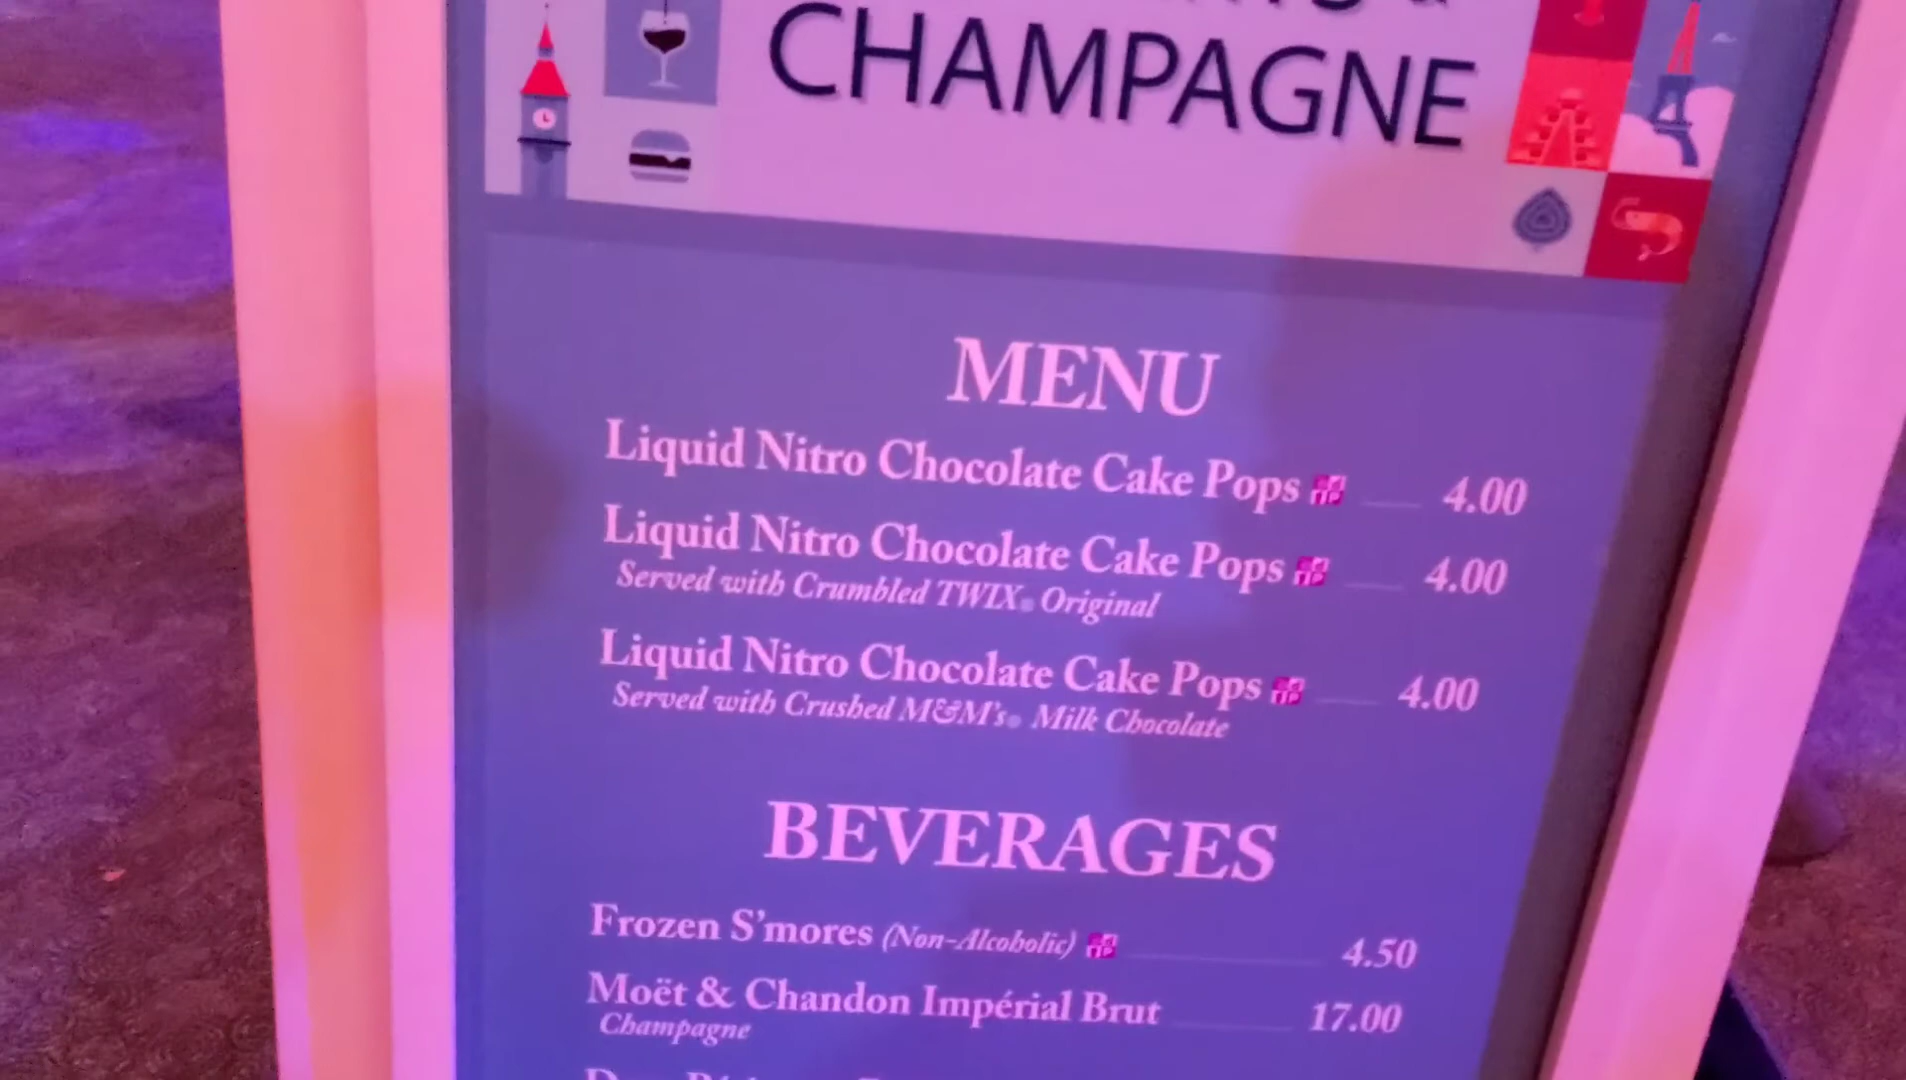 CHAMPAGNE
MENU
Liquid Nitro Chocolate Cake Pops 4.00
Liquid Nitro Chocolate Cake Pops 4.00
Served with Crumbled TWIX® Original
Liquid Nitro Chocolate Cake Pops 4.00
Served with Crushed M&M's® Milk Chocolate
BEVERAGES
Frozen S'mores (Non-Alcoholic) 4.50
Moët & Chandon Impérial Brut 17.00
Champagne